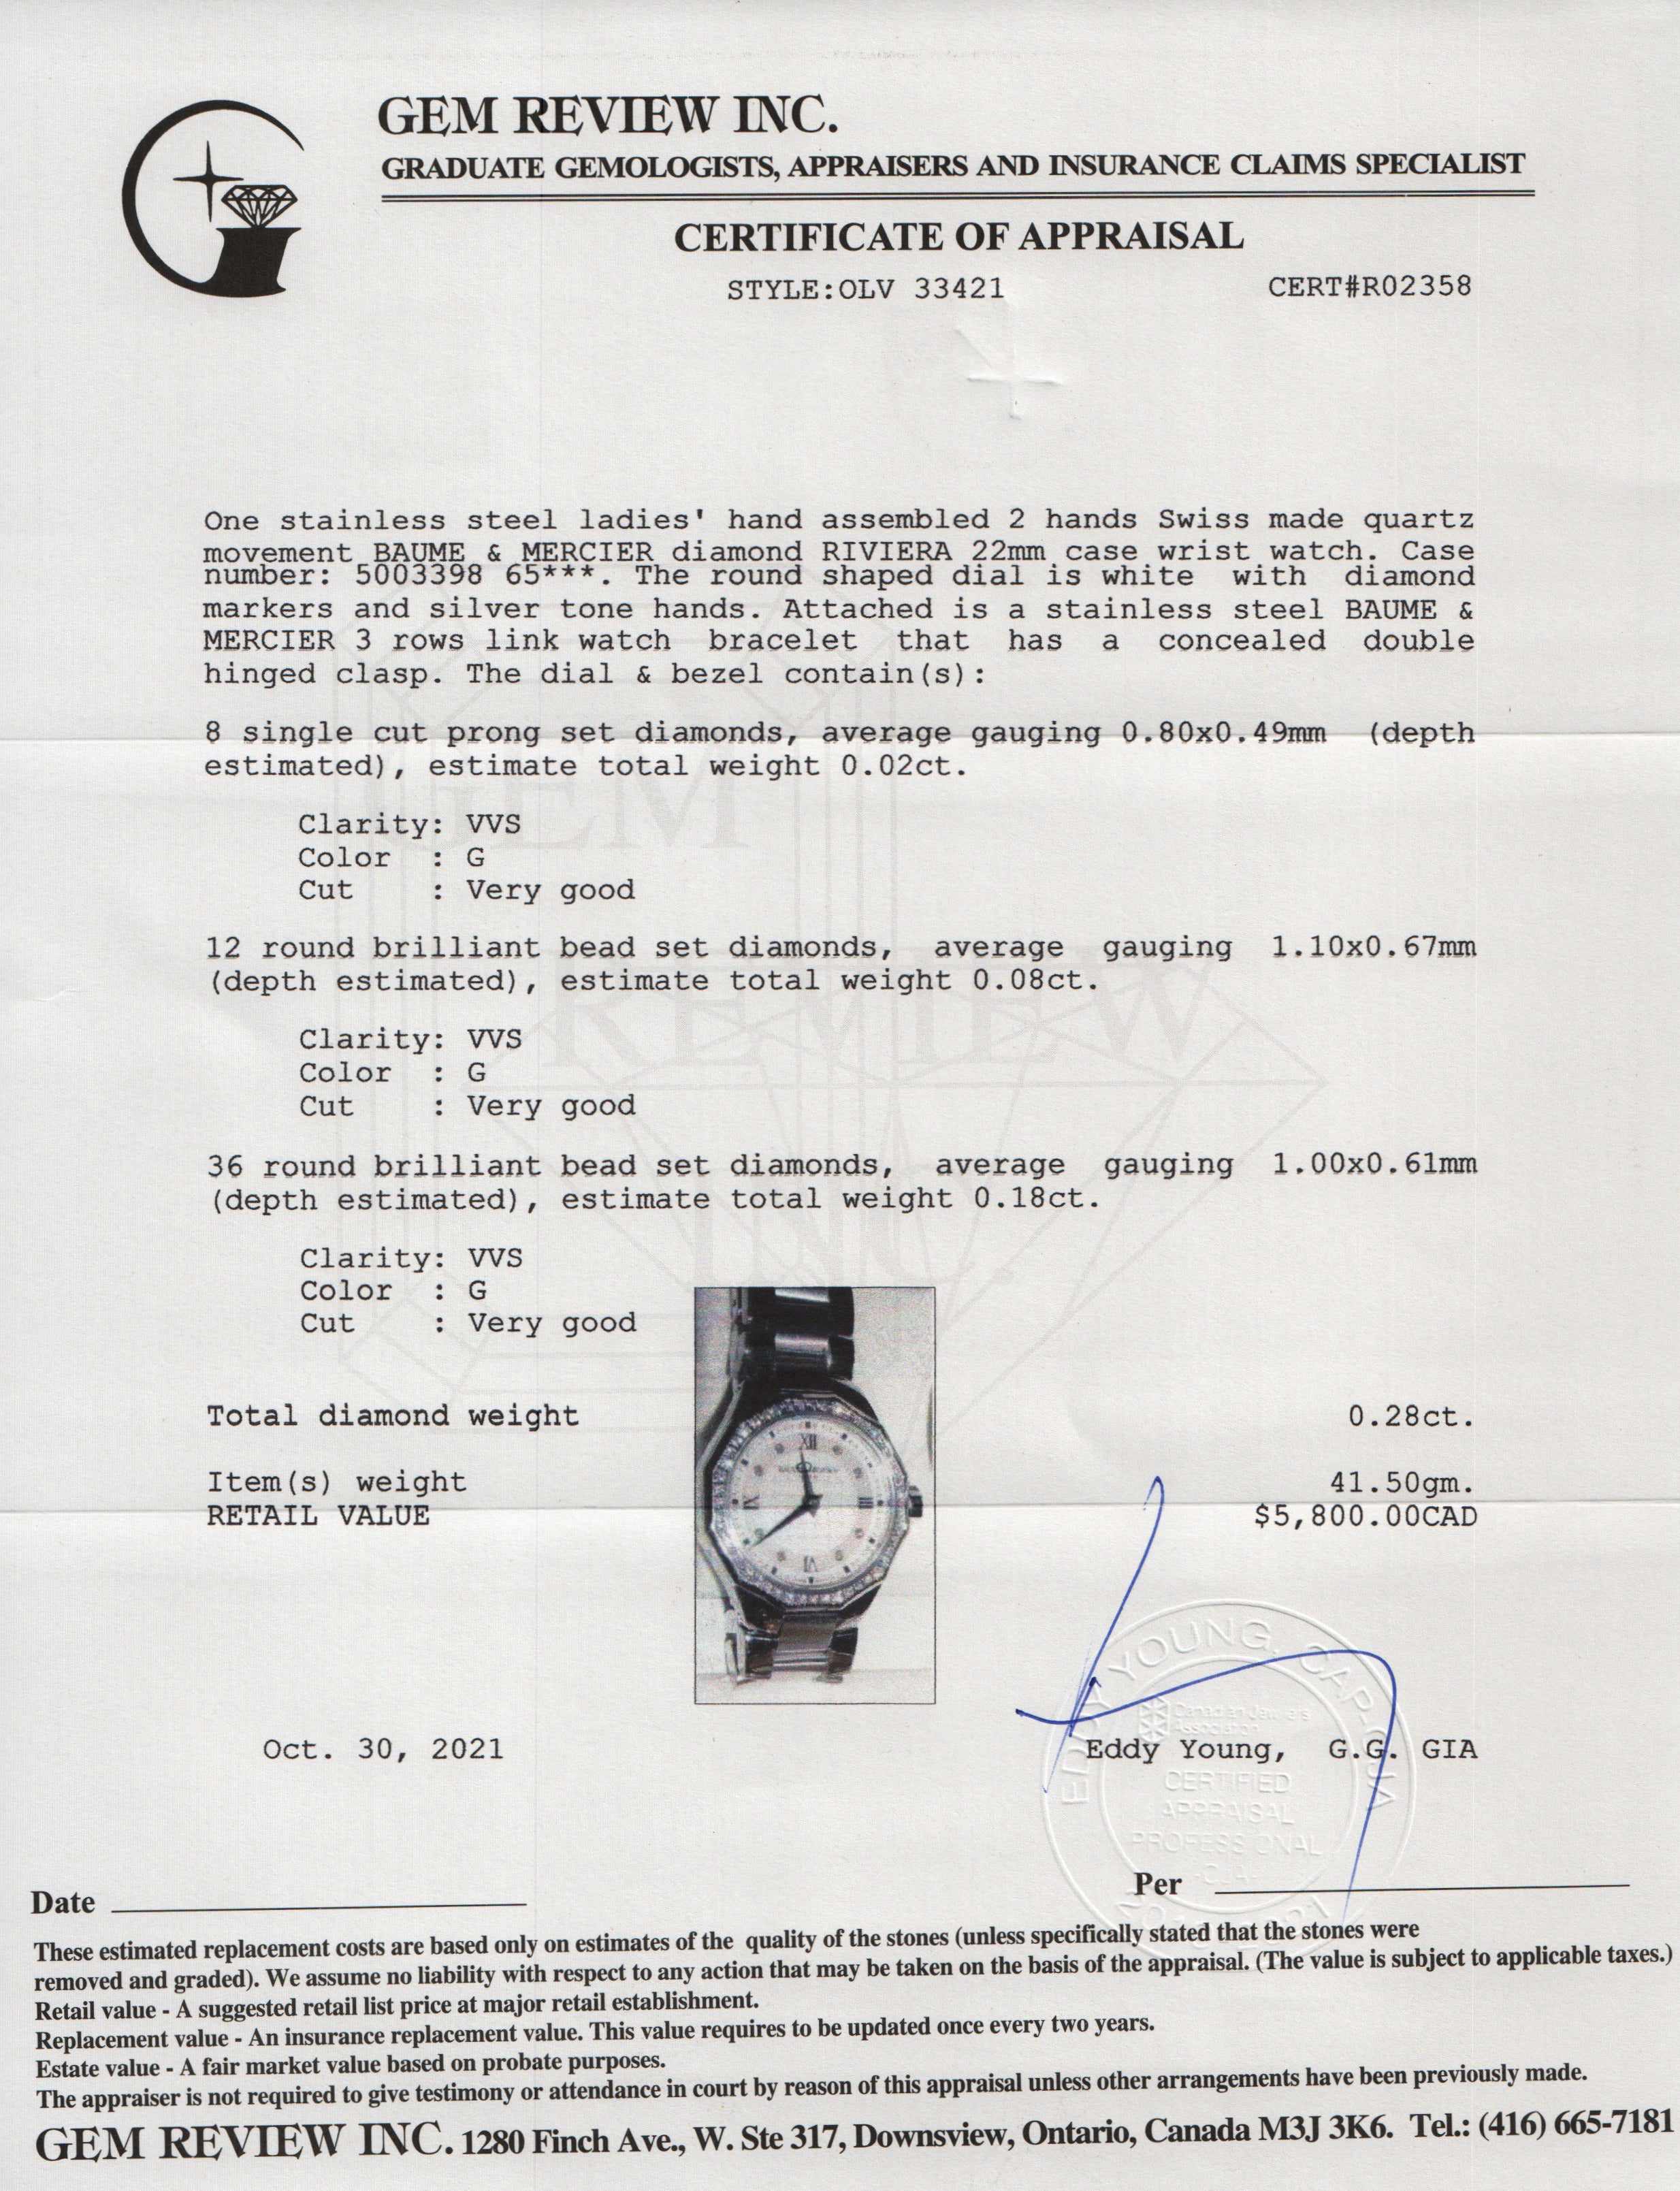 GEM REVIEW INC.
GRADUATE GEMOLOGISTS, APPRAISERS AND INSURANCE CLAIMS SPECIALIST
CERTIFICATE OF APPRAISAL
STYLE:OLV 33421 CERT#R02358
One stainless steel ladies' hand assembled 2 hands Swiss made quartz
movement BAUME & MERCIER diamond RIVIERA 22mm case wrist watch. Case
number: 5003398 65***. The round shaped dial is white with diamond
markers and silver tone hands. Attached is a stainless steel BAUME &
MERCIER 3 rows link watch bracelet that has a concealed double
hinged clasp. The dial & bezel contain(s):
8 single cut prong set diamonds, average gauging 0.80x0.49mm (depth
estimated), estimate total weight 0.02ct.
Clarity: VVS
Color : G
Cut : Very good
12 round brilliant bead set diamonds, average gauging 1.10x0.67mm
(depth estimated), estimate total weight 0.08ct.
Clarity: VVS
Color : G
Cut : Very good
36 round brilliant bead set diamonds, average gauging 1.00x0.61mm
(depth estimated), estimate total weight 0.18ct.
Clarity: VVS
Color : G
Cut : Very good
GEM
REVIEW
INC.
Total diamond weight 0.28ct.
Item(s) weight 41.50gm.
RETAIL VALUE $5,800.00CAD
XII
III
VI
IX
EDDY YOUNG, CAP-CJA
Canadian Jewellers
Association
CERTIFIED
APPRAISAL
PROFESSIONAL
Oct. 30, 2021 Eddy Young, G.G. GIA
Date Per
These estimated replacement costs are based only on estimates of the quality of the stones (unless specifically stated that the stones were
removed and graded). We assume no liability with respect to any action that may be taken on the basis of the appraisal. (The value is subject to applicable taxes.)
Retail value - A suggested retail list price at major retail establishment.
Replacement value - An insurance replacement value. This value requires to be updated once every two years.
Estate value - A fair market value based on probate purposes.
The appraiser is not required to give testimony or attendance in court by reason of this appraisal unless other arrangements have been previously made.
GEM REVIEW INC. 1280 Finch Ave., W. Ste 317, Downsview, Ontario, Canada M3J 3K6. Tel.: (416) 665-7181